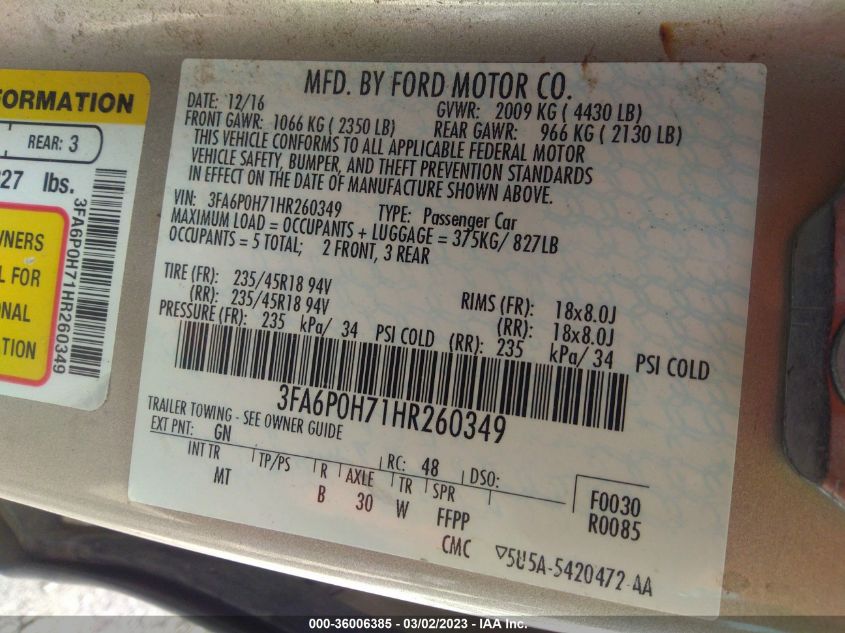 FORMATION
REAR: 3
27 lbs.
3FA6P0H71HR260349
WNERS
L FOR
ONAL
TION
MFD. BY FORD MOTOR CO.
DATE: 12/16 GVWR: 2009 KG ( 4430 LB)
FRONT GAWR: 1066 KG ( 2350 LB) REAR GAWR: 966 KG ( 2130 LB)
THIS VEHICLE CONFORMS TO ALL APPLICABLE FEDERAL MOTOR
VEHICLE SAFETY, BUMPER, AND THEFT PREVENTION STANDARDS
IN EFFECT ON THE DATE OF MANUFACTURE SHOWN ABOVE.
VIN: 3FA6P0H71HR260349 TYPE: Passenger Car
MAXIMUM LOAD = OCCUPANTS + LUGGAGE = 375KG/ 827LB
OCCUPANTS = 5 TOTAL; 2 FRONT, 3 REAR
TIRE (FR): 235/45R18 94V RIMS (FR): 18x8.0J
(RR): 235/45R18 94V (RR): 18x8.0J
PRESSURE (FR): 235 kPa/ 34 PSI COLD (RR): 235 kPa/ 34 PSI COLD
3FA6P0H71HR260349
TRAILER TOWING - SEE OWNER GUIDE
EXT PNT: GN RC: 48 DSO:
INT TR TP/PS R AXLE TR SPR
MT B 30 W FFPP
CMC
F0030
R0085
▽5U5A-5420472-AA
000-36006385 - 03/02/2023 - IAA Inc.